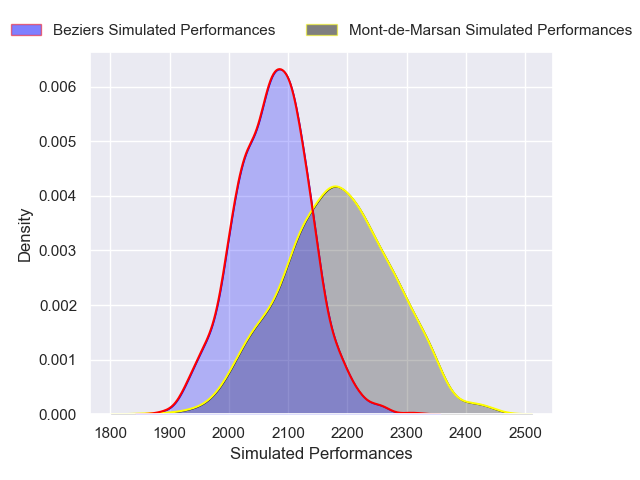 Beziers Simulated Performances
Mont-de-Marsan Simulated Performances
0.006
0.005
0.004
0.003
0.002
0.001
0.000
Density
1800 1900 2000 2100 2200 2300 2400 2500
Simulated Performances